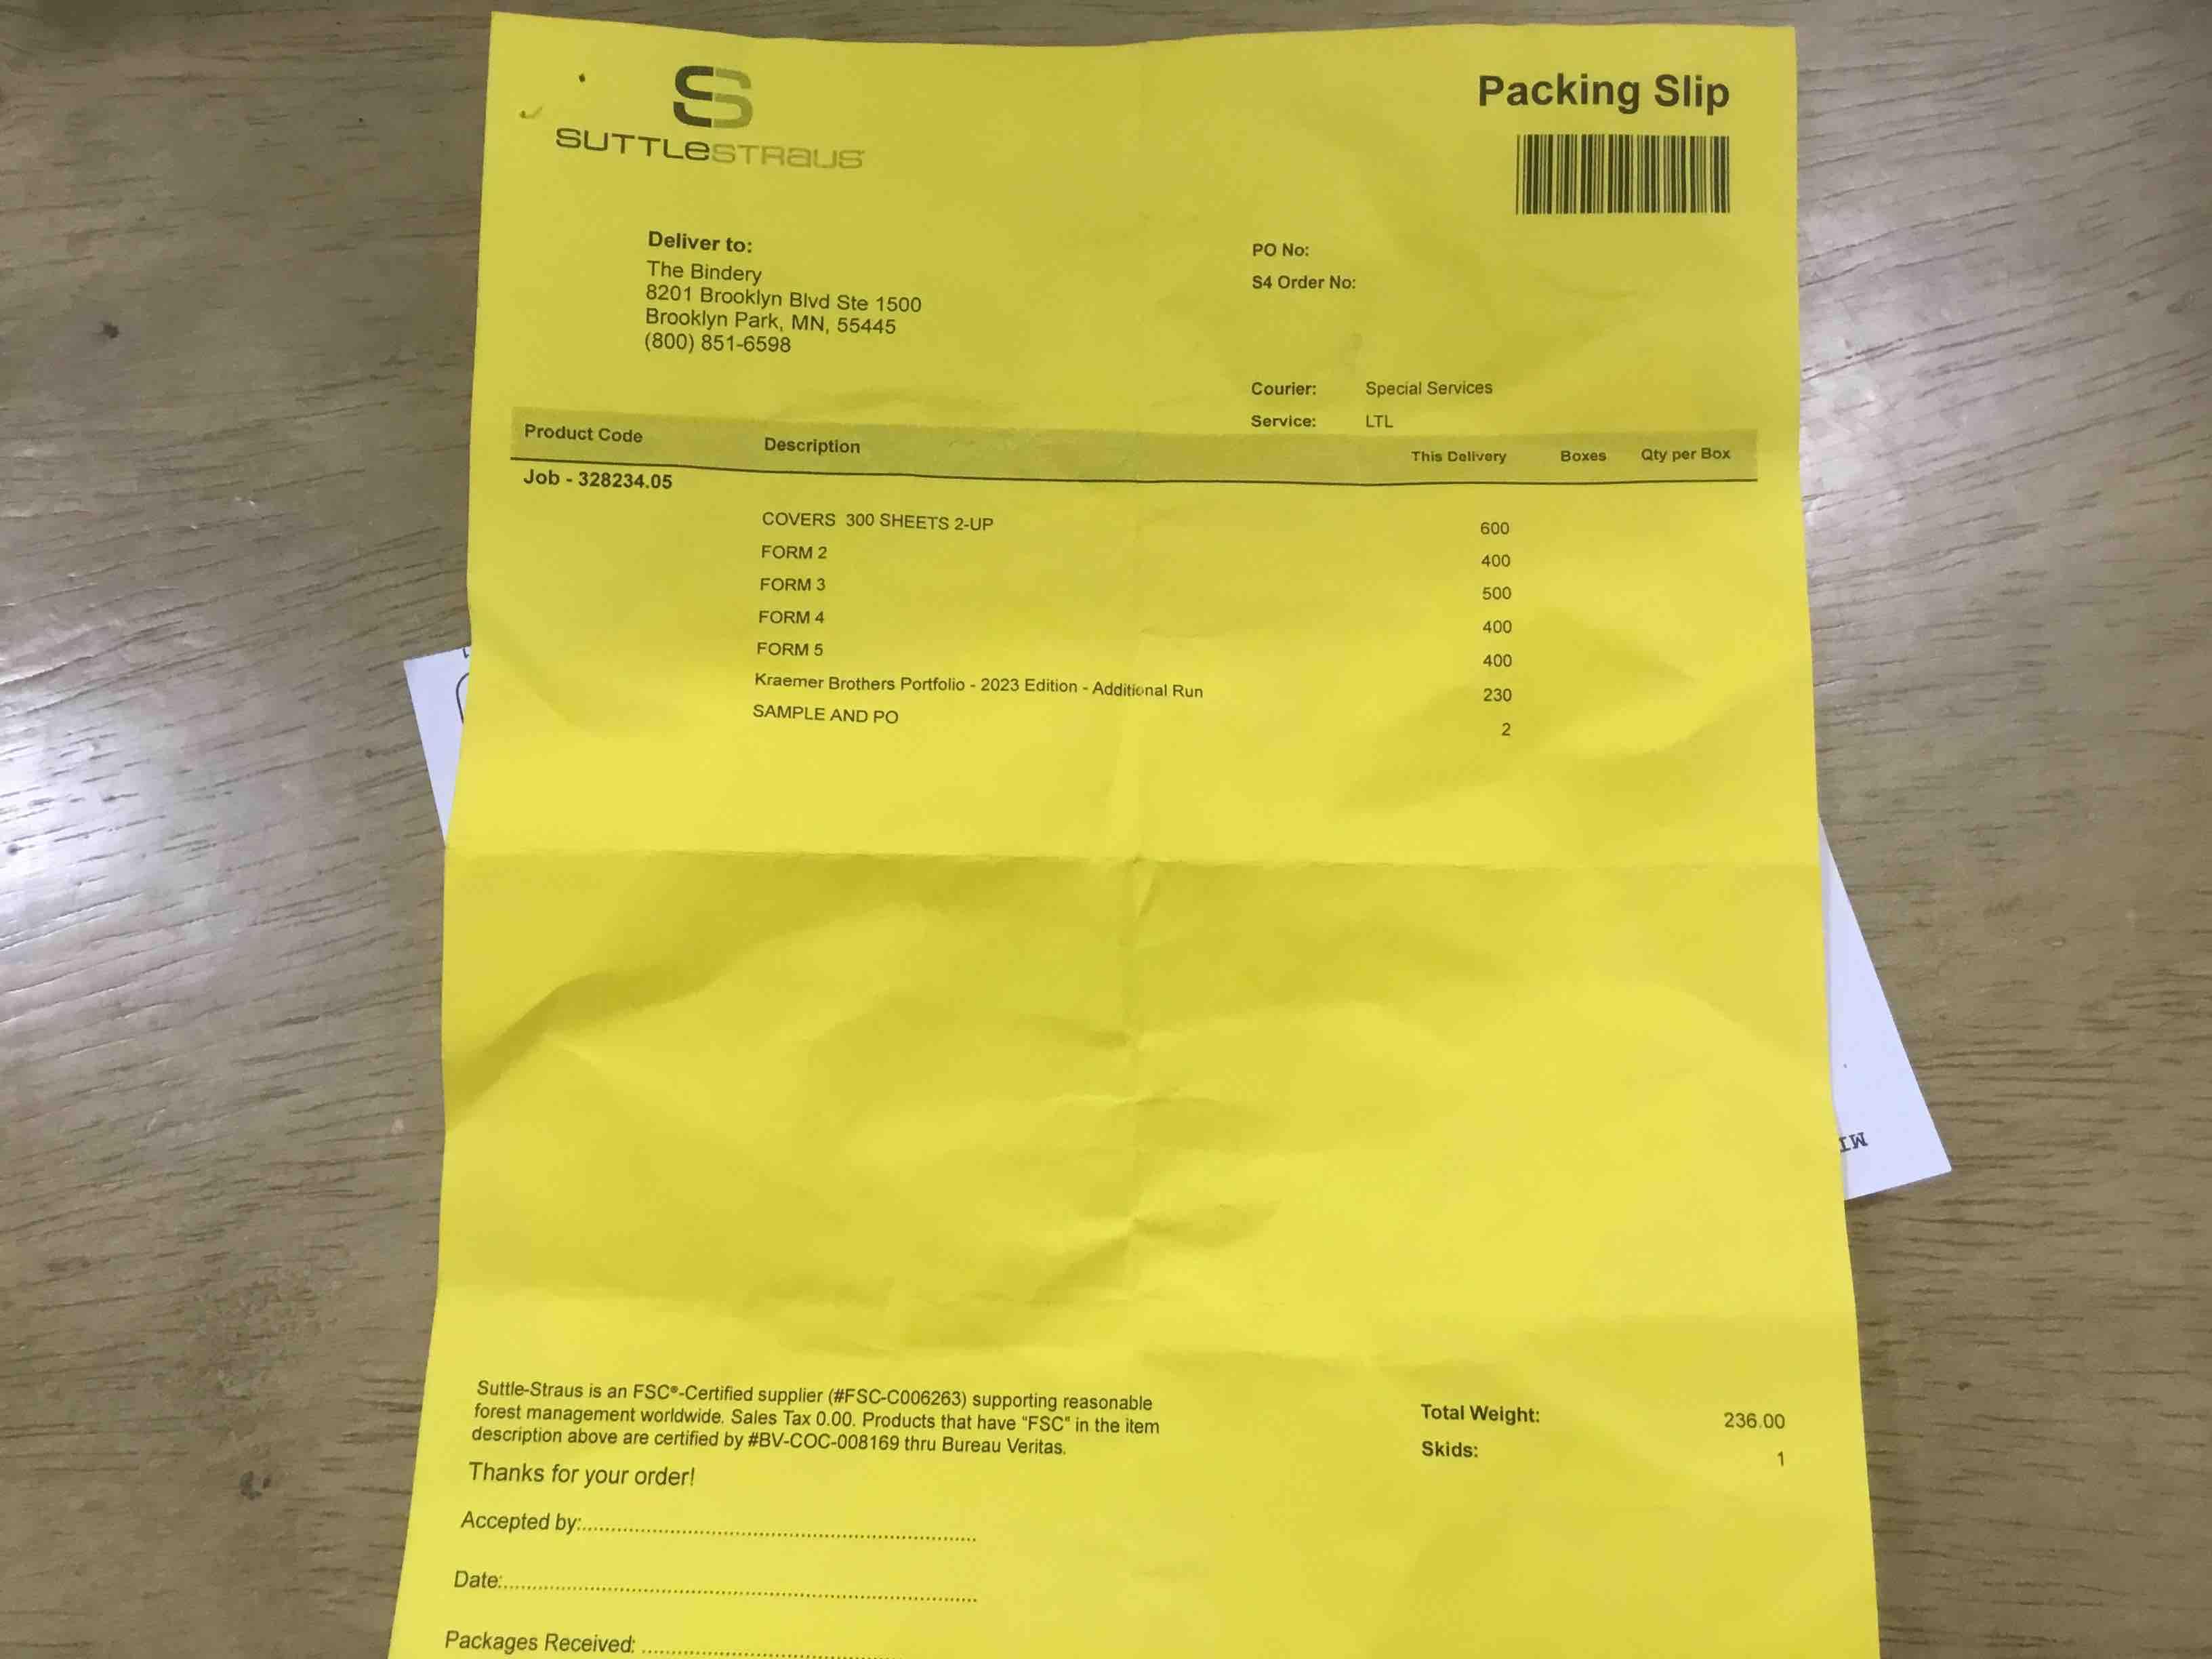 SUTTLESTRAUS
Packing Slip
Deliver to:
The Bindery
8201 Brooklyn Blvd Ste 1500
Brooklyn Park, MN, 55445
(800) 851-6598
PO No:
S4 Order No:
Courier: Special Services
Service: LTL
Product Code Description This Delivery Boxes Qty per Box
Job - 328234.05
COVERS 300 SHEETS 2-UP 600
FORM 2 400
FORM 3 500
FORM 4 400
FORM 5 400
Kraemer Brothers Portfolio - 2023 Edition - Additional Run 230
SAMPLE AND PO 2
Suttle-Straus is an FSC®-Certified supplier (#FSC-C006263) supporting reasonable
forest management worldwide. Sales Tax 0.00. Products that have "FSC" in the item
description above are certified by #BV-COC-008169 thru Bureau Veritas.
Thanks for your order!
Total Weight: 236.00
Skids: 1
Accepted by:
Date:
Packages Received: